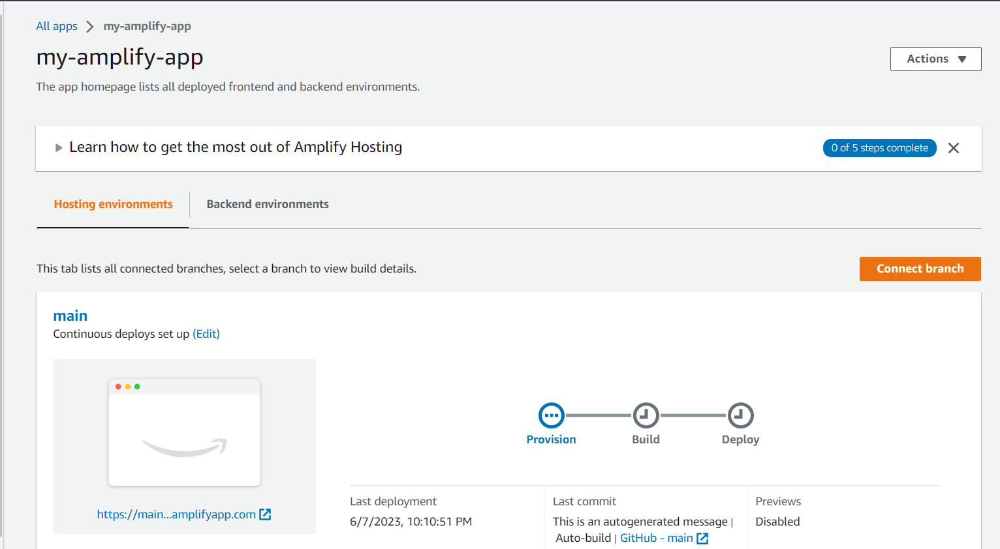 All apps > my-amplify-app
my-amplify-app
Actions ▼
The app homepage lists all deployed frontend and backend environments.
Learn how to get the most out of Amplify Hosting
0 of 5 steps complete
Hosting environments
Backend environments
This tab lists all connected branches, select a branch to view build details.
Connect branch
main
Continuous deploys set up (Edit)
Provision
Build
Deploy
https://main...amplifyapp.com
Last deployment
6/7/2023, 10:10:51 PM
Last commit
This is an autogenerated message |
Auto-build | GitHub - main
Previews
Disabled